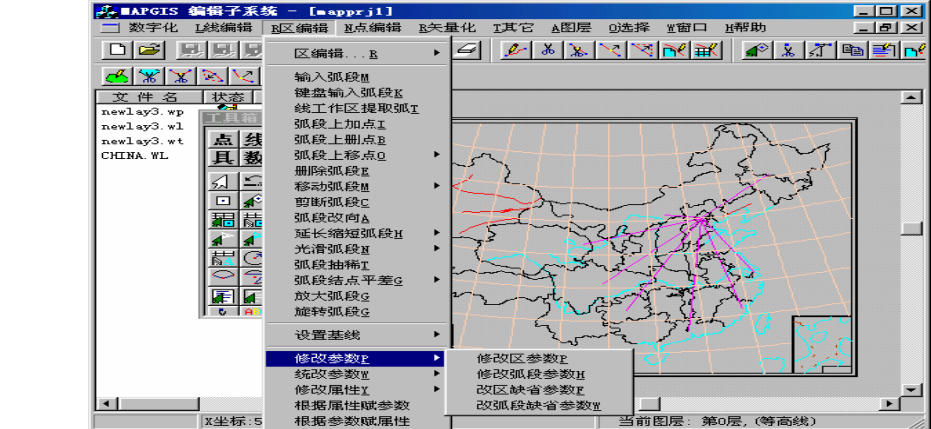 MAPGIS 编辑子系统 - [mapprj1]
数字化 L线编辑 R区编辑 N点编辑 R矢量化 I其它 A图层 O选择 W窗口 H帮助
区编辑...R
文件名 状态
输入弧段M
newlay3.wp
键盘输入弧段K
工具箱
线工作区提取弧T
newlay3.wl
弧段上加点I
newlay3.wt
点 线
弧段上删点B
CHINA.WL
具 数
弧段上移点O
删除弧段E
移动弧段M
剪断弧段C
弧段改向A
延长缩短弧段H
光滑弧段N
弧段抽稀I
弧段结点平差G
放大弧段G
旋转弧段G
设置基线
修改参数P
修改区参数P
统改参数W
修改弧段参数H
修改属性Y
改区缺省参数F
根据属性赋参数
改弧段缺省参数W
根据参数赋属性
X坐标:5
当前图层: 第0层,(等高线)